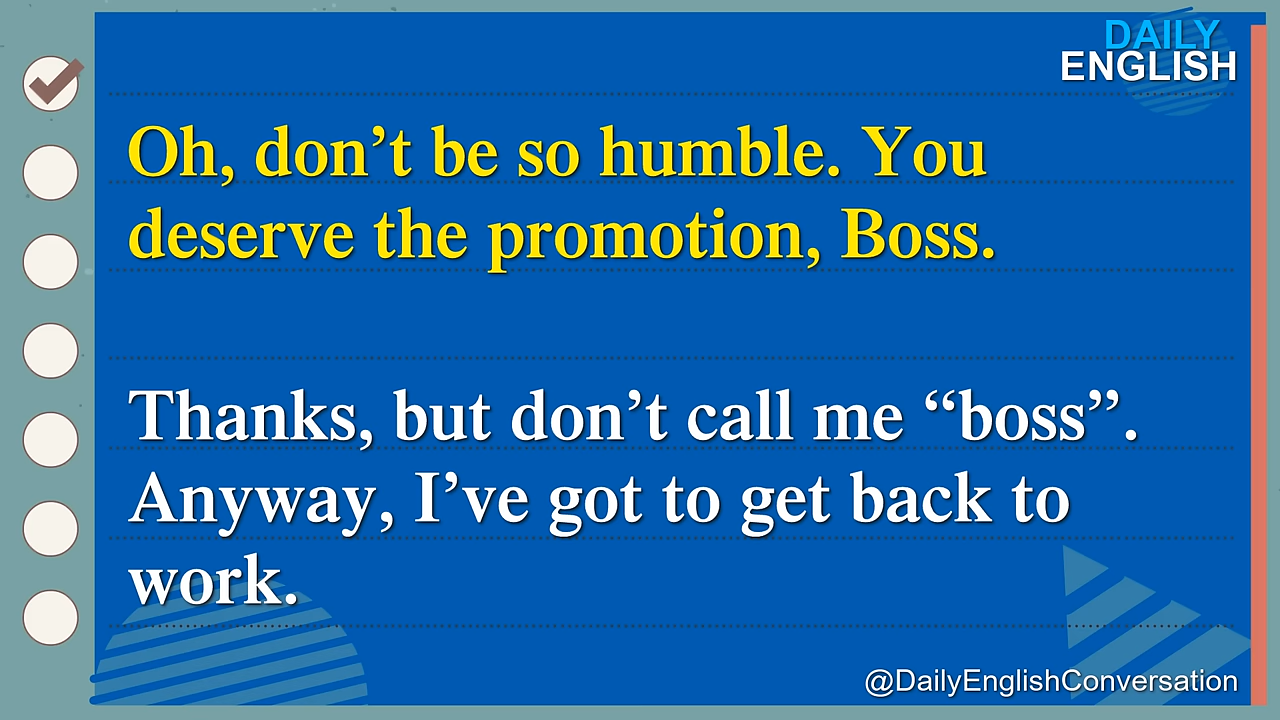 DAILY
ENGLISH
Oh, don’t be so humble. You
deserve the promotion, Boss.
Thanks, but don’t call me “boss”.
Anyway, I’ve got to get back to
work.
@DailyEnglishConversation